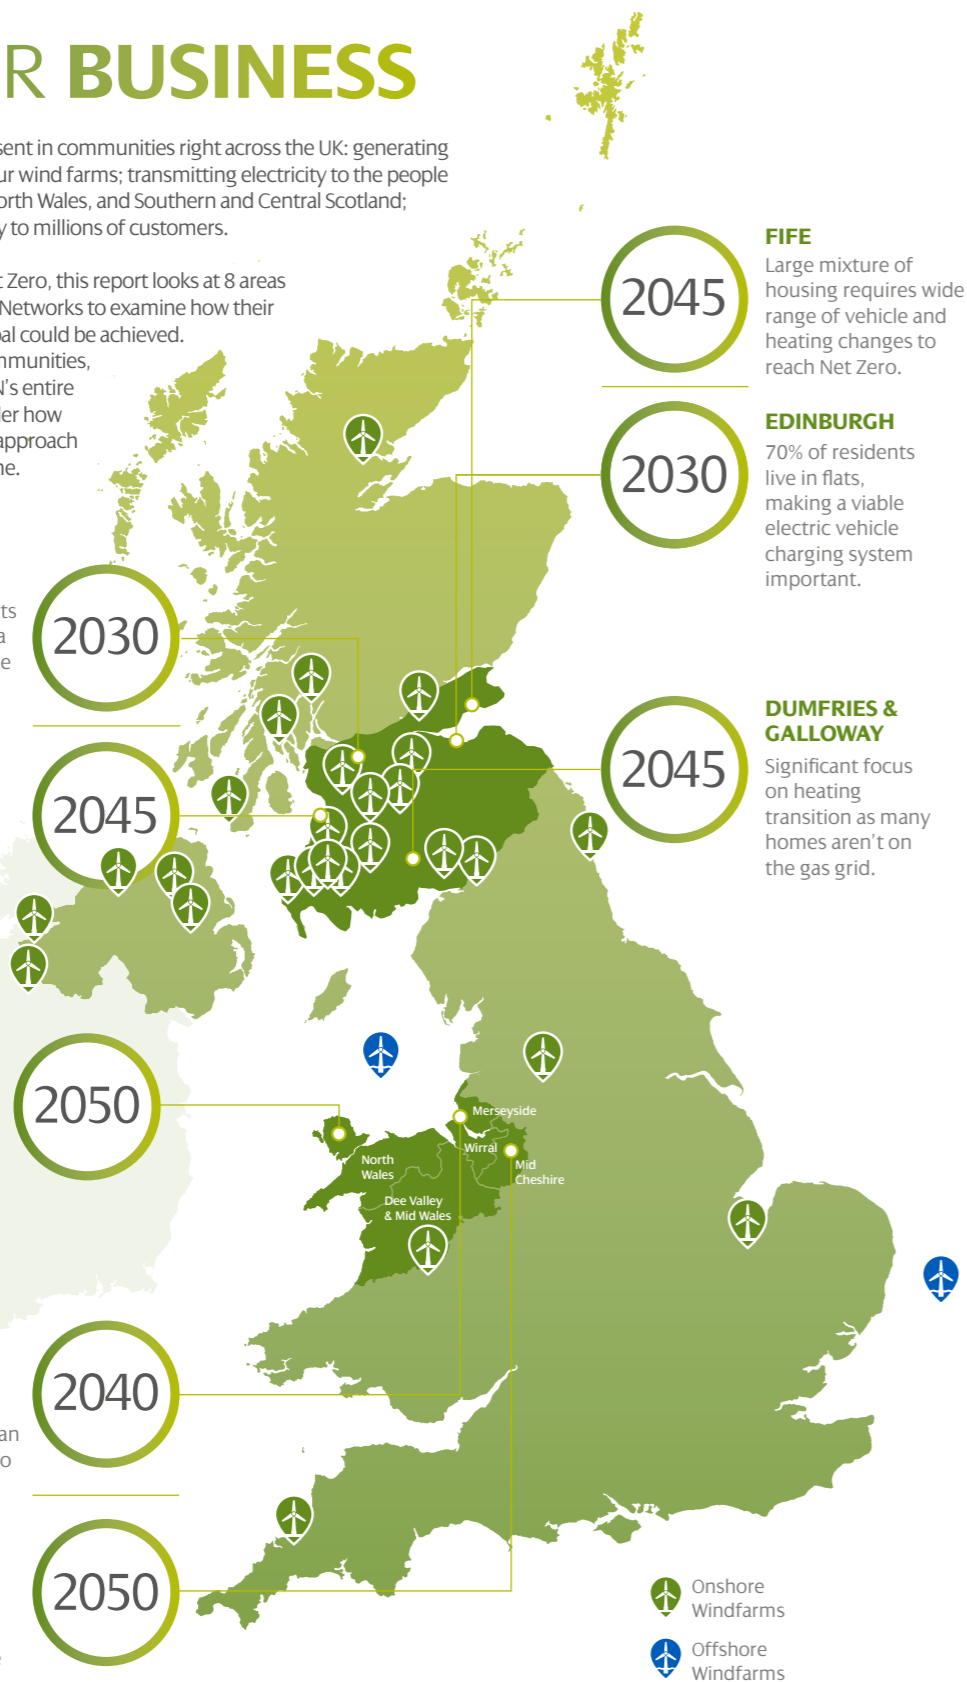 R BUSINESS
sent in communities right across the UK: generating
ur wind farms; transmitting electricity to the people
orth Wales, and Southern and Central Scotland;
y to millions of customers.
t Zero, this report looks at 8 areas
Networks to examine how their
oal could be achieved.
mmunities,
N's entire
der how
approach
ne.
FIFE
Large mixture of
housing requires wide
range of vehicle and
heating changes to
reach Net Zero.
2045
EDINBURGH
70% of residents
live in flats,
making a viable
electric vehicle
charging system
important.
2030
ts
a
e
2030
DUMFRIES &
GALLOWAY
Significant focus
on heating
transition as many
homes aren't on
the gas grid.
2045
2045
2050
Merseyside
Wirral
Mid
Cheshire
North
Wales
Dee Valley
& Mid Wales
2040
an
o
2050
Onshore
Windfarms
Offshore
Windfarms